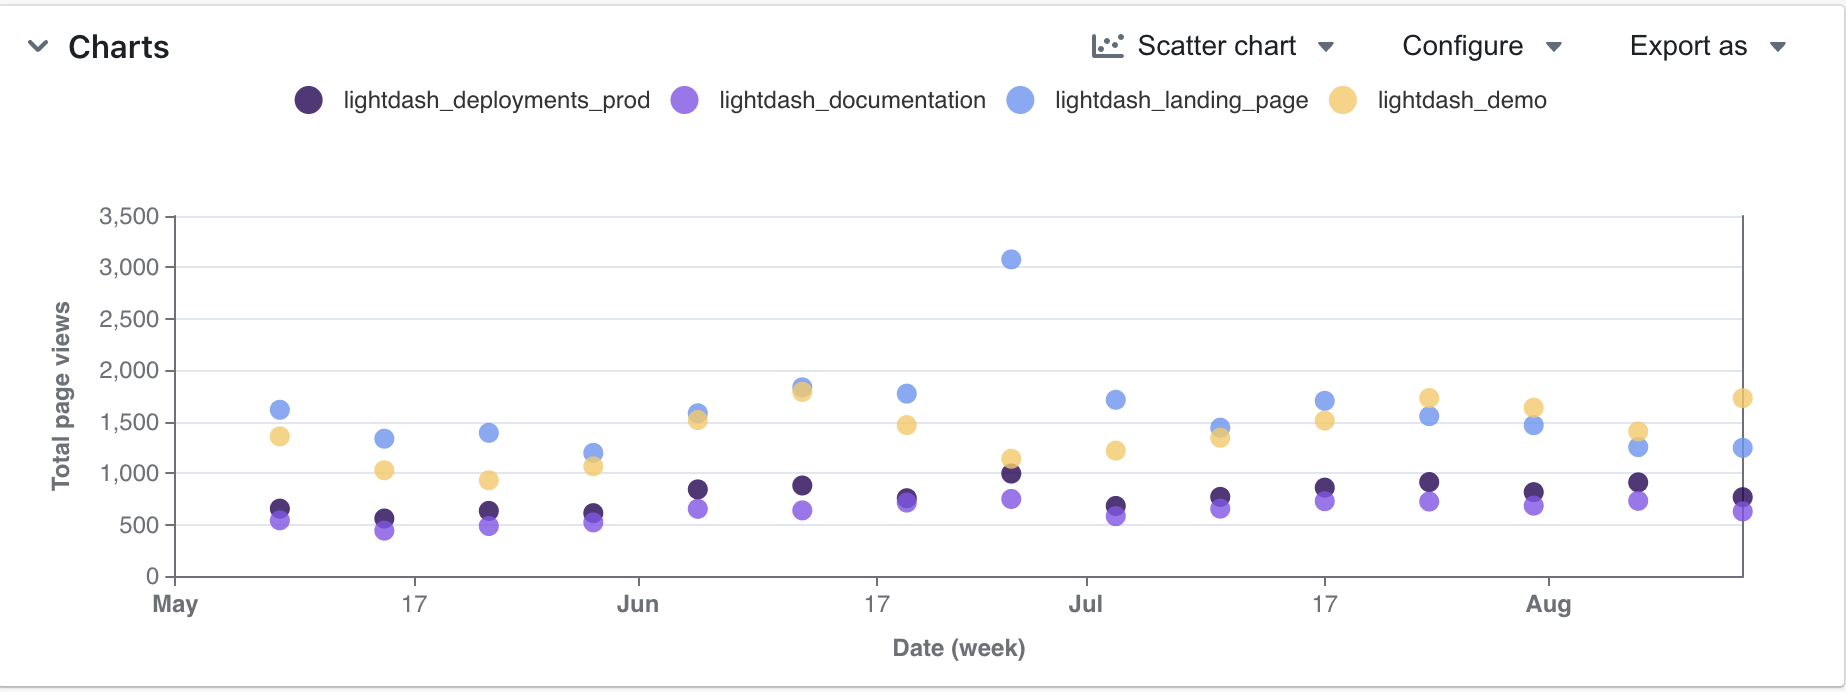 Charts
Scatter chart
Configure
Export as
lightdash_deployments_prod
lightdash_documentation
lightdash_landing_page
lightdash_demo
Total page views
3,500
3,000
2,500
2,000
1,500
1,000
500
0
May
17
Jun
17
Jul
17
Aug
Date (week)